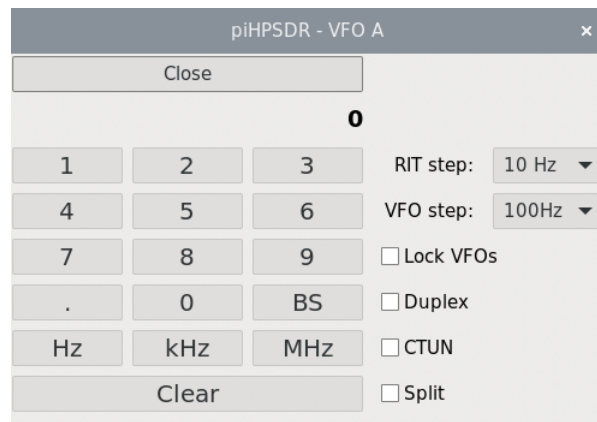 piHPSDR - VFO A ×
Close
0
1 2 3 RIT step: 10 Hz
4 5 6 VFO step: 100Hz
7 8 9 Lock VFOs
. 0 BS Duplex
Hz kHz MHz CTUN
Clear Split